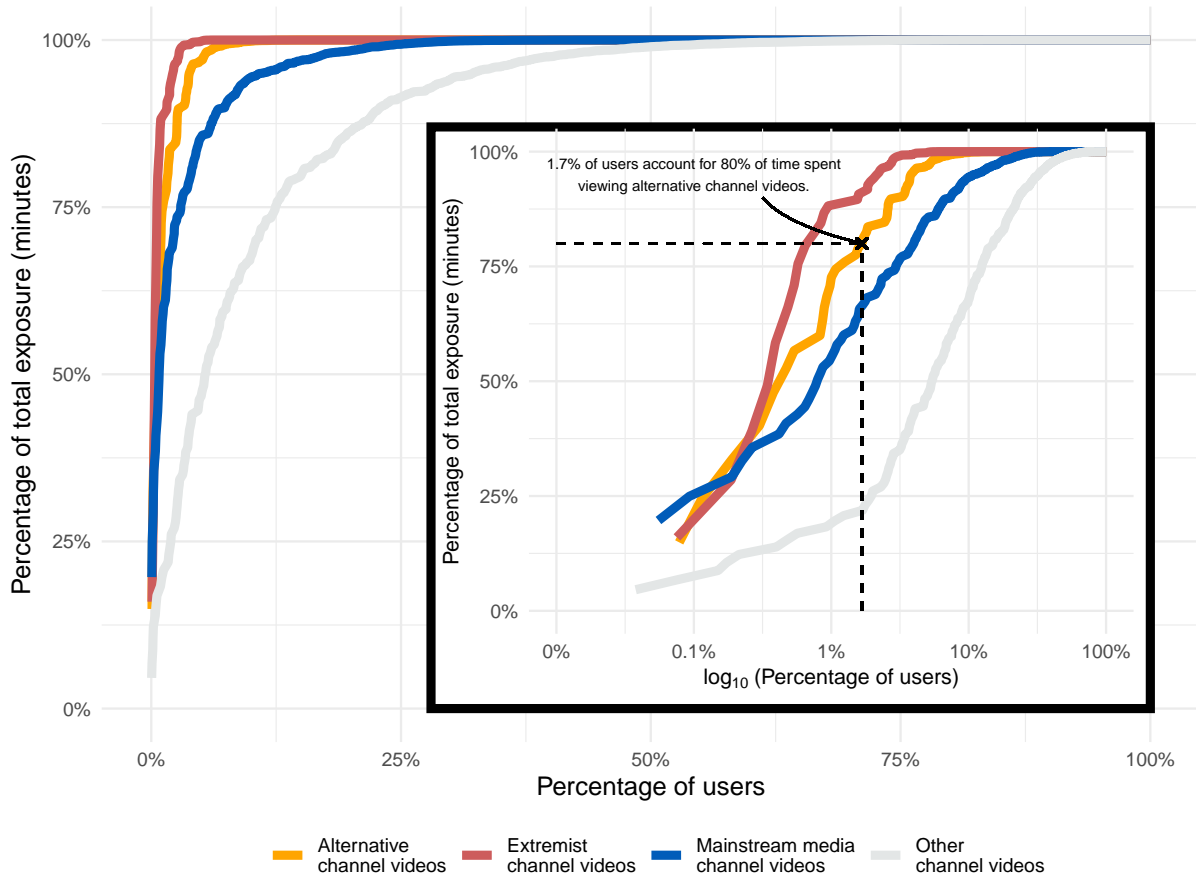 Percentage of total exposure (minutes)
100%
75%
50%
25%
0%
0%
25%
50%
75%
100%
Percentage of users
1.7% of users account for 80% of time spent
viewing alternative channel videos.
Percentage of total exposure (minutes)
100%
75%
50%
25%
0%
0%
0.1%
1%
10%
100%
log₁₀ (Percentage of users)
Alternative
channel videos
Extremist
channel videos
Mainstream media
channel videos
Other
channel videos